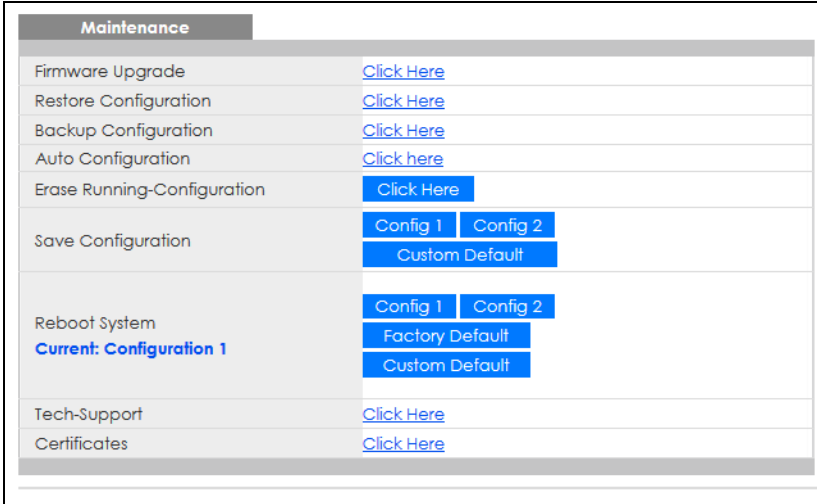 Maintenance
Firmware Upgrade Click Here
Restore Configuration Click Here
Backup Configuration Click Here
Auto Configuration Click here
Erase Running-Configuration Click Here
Save Configuration Config 1 Config 2
Custom Default
Reboot System
Current: Configuration 1
Config 1 Config 2
Factory Default
Custom Default
Tech-Support Click Here
Certificates Click Here